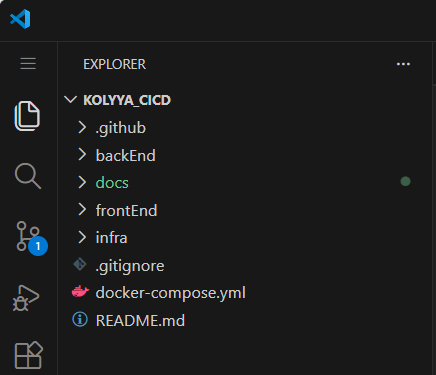 EXPLORER
KOLYYA_CICD
.github
backEnd
docs
frontEnd
infra
.gitignore
docker-compose.yml
README.md
1